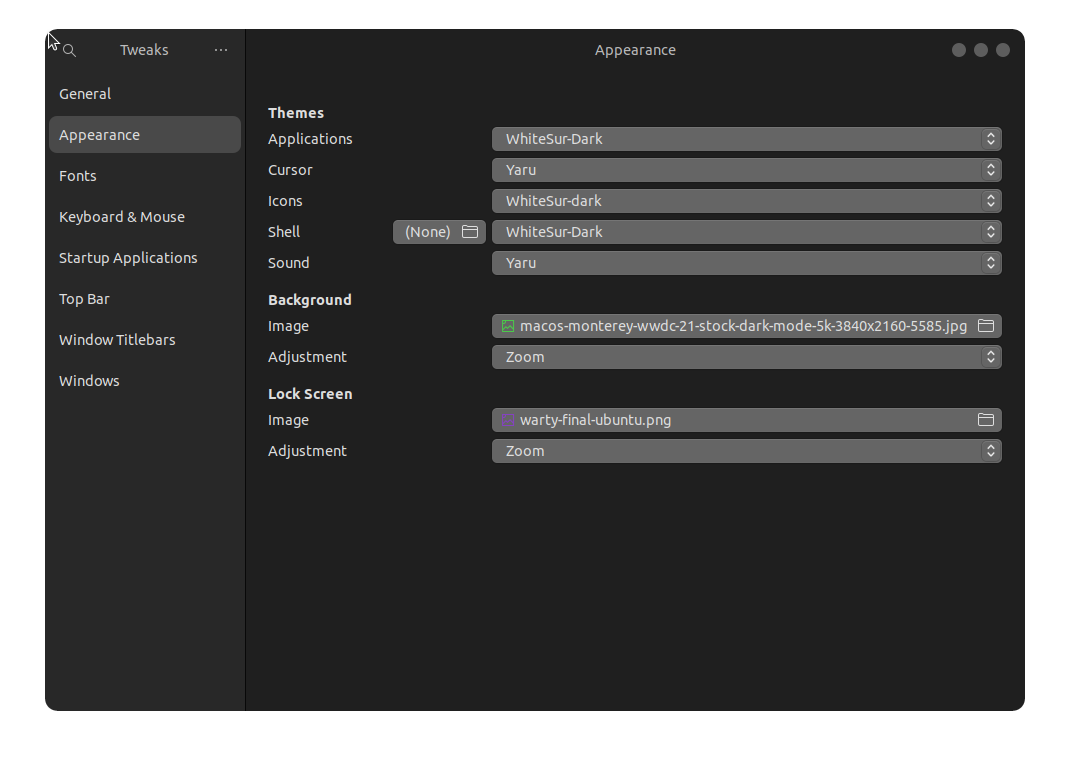 Tweaks
Appearance
General
Appearance
Fonts
Keyboard & Mouse
Startup Applications
Top Bar
Window Titlebars
Windows
Themes
Applications WhiteSur-Dark
Cursor Yaru
Icons WhiteSur-dark
Shell (None) WhiteSur-Dark
Sound Yaru
Background
Image macos-monterey-wwdc-21-stock-dark-mode-5k-3840x2160-5585.jpg
Adjustment Zoom
Lock Screen
Image warty-final-ubuntu.png
Adjustment Zoom